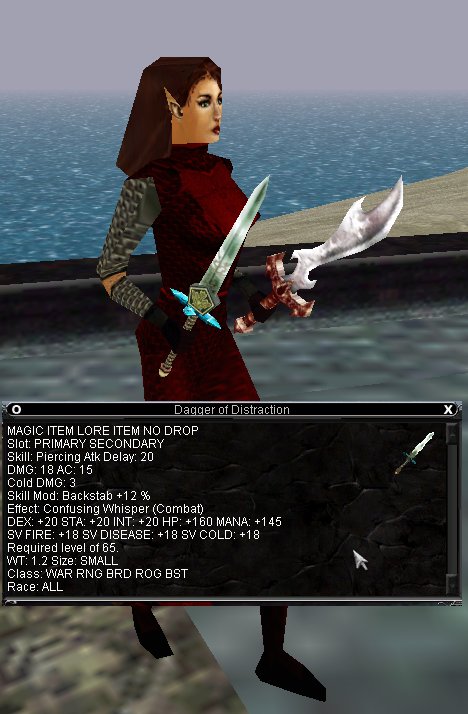 O Dagger of Distraction X
MAGIC ITEM LORE ITEM NO DROP
Slot: PRIMARY SECONDARY
Skill: Piercing Atk Delay: 20
DMG: 18 AC: 15
Cold DMG: 3
Skill Mod: Backstab +12 %
Effect: Confusing Whisper (Combat)
DEX: +20 STA: +20 INT: +20 HP: +160 MANA: +145
SV FIRE: +18 SV DISEASE: +18 SV COLD: +18
Required level of 65.
WT: 1.2 Size: SMALL
Class: WAR RNG BRD ROG BST
Race: ALL